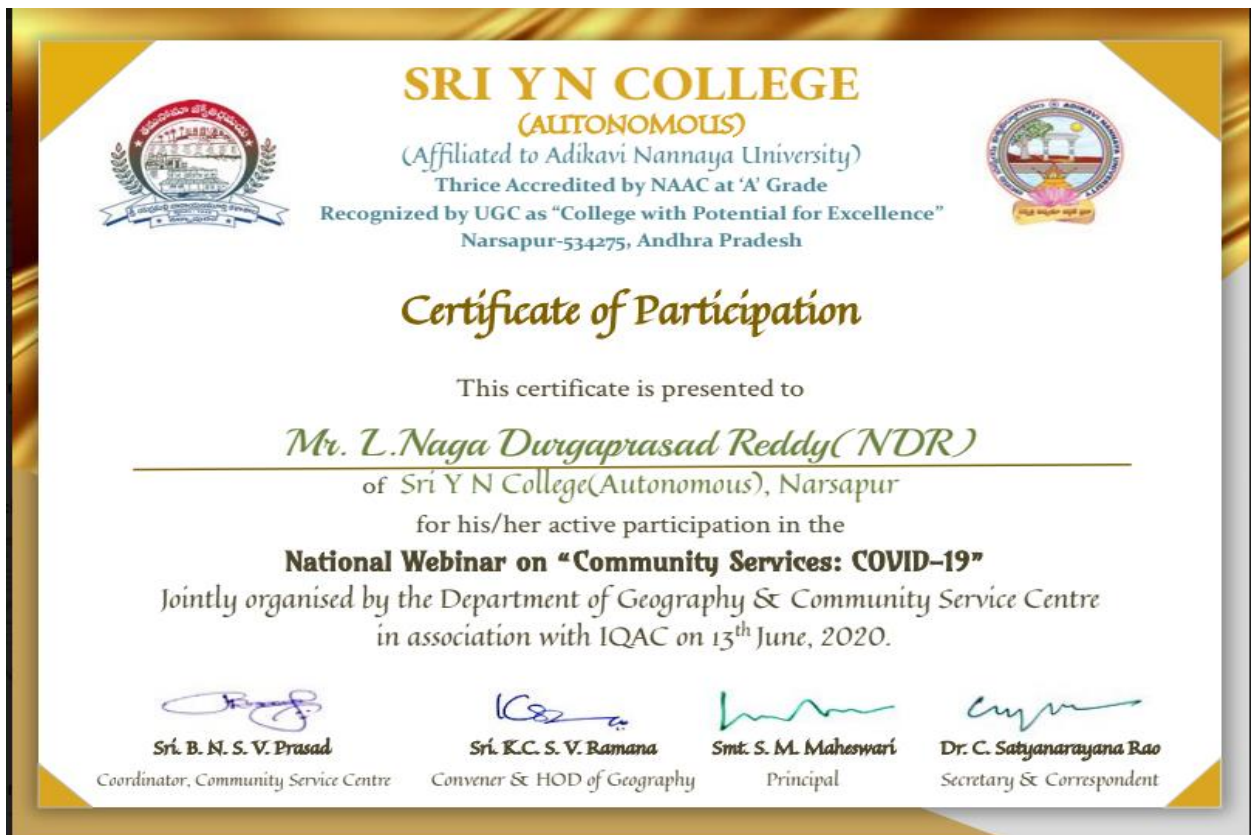 SRI Y N COLLEGE
(AUTONOMOUS)
(Affiliated to Adikavi Nannaya University)
Thrice Accredited by NAAC at ‘A’ Grade
Recognized by UGC as “College with Potential for Excellence”
Narsapur-534275, Andhra Pradesh
ADIKAVI NANNAYA UNIVERSITY
Certificate of Participation
This certificate is presented to
Mr. L.Naga Durgaprasad Reddy(NDR)
of Sri Y N College(Autonomous), Narsapur
for his/her active participation in the
National Webinar on “Community Services: COVID-19”
Jointly organised by the Department of Geography & Community Service Centre
in association with IQAC on 13th June, 2020.
Sri. B. N. S. V. Prasad
Coordinator, Community Service Centre
Sri. K.C. S. V. Ramana
Convener & HOD of Geography
Smt. S. M. Maheswari
Principal
Dr. C. Satyanarayana Rao
Secretary & Correspondent